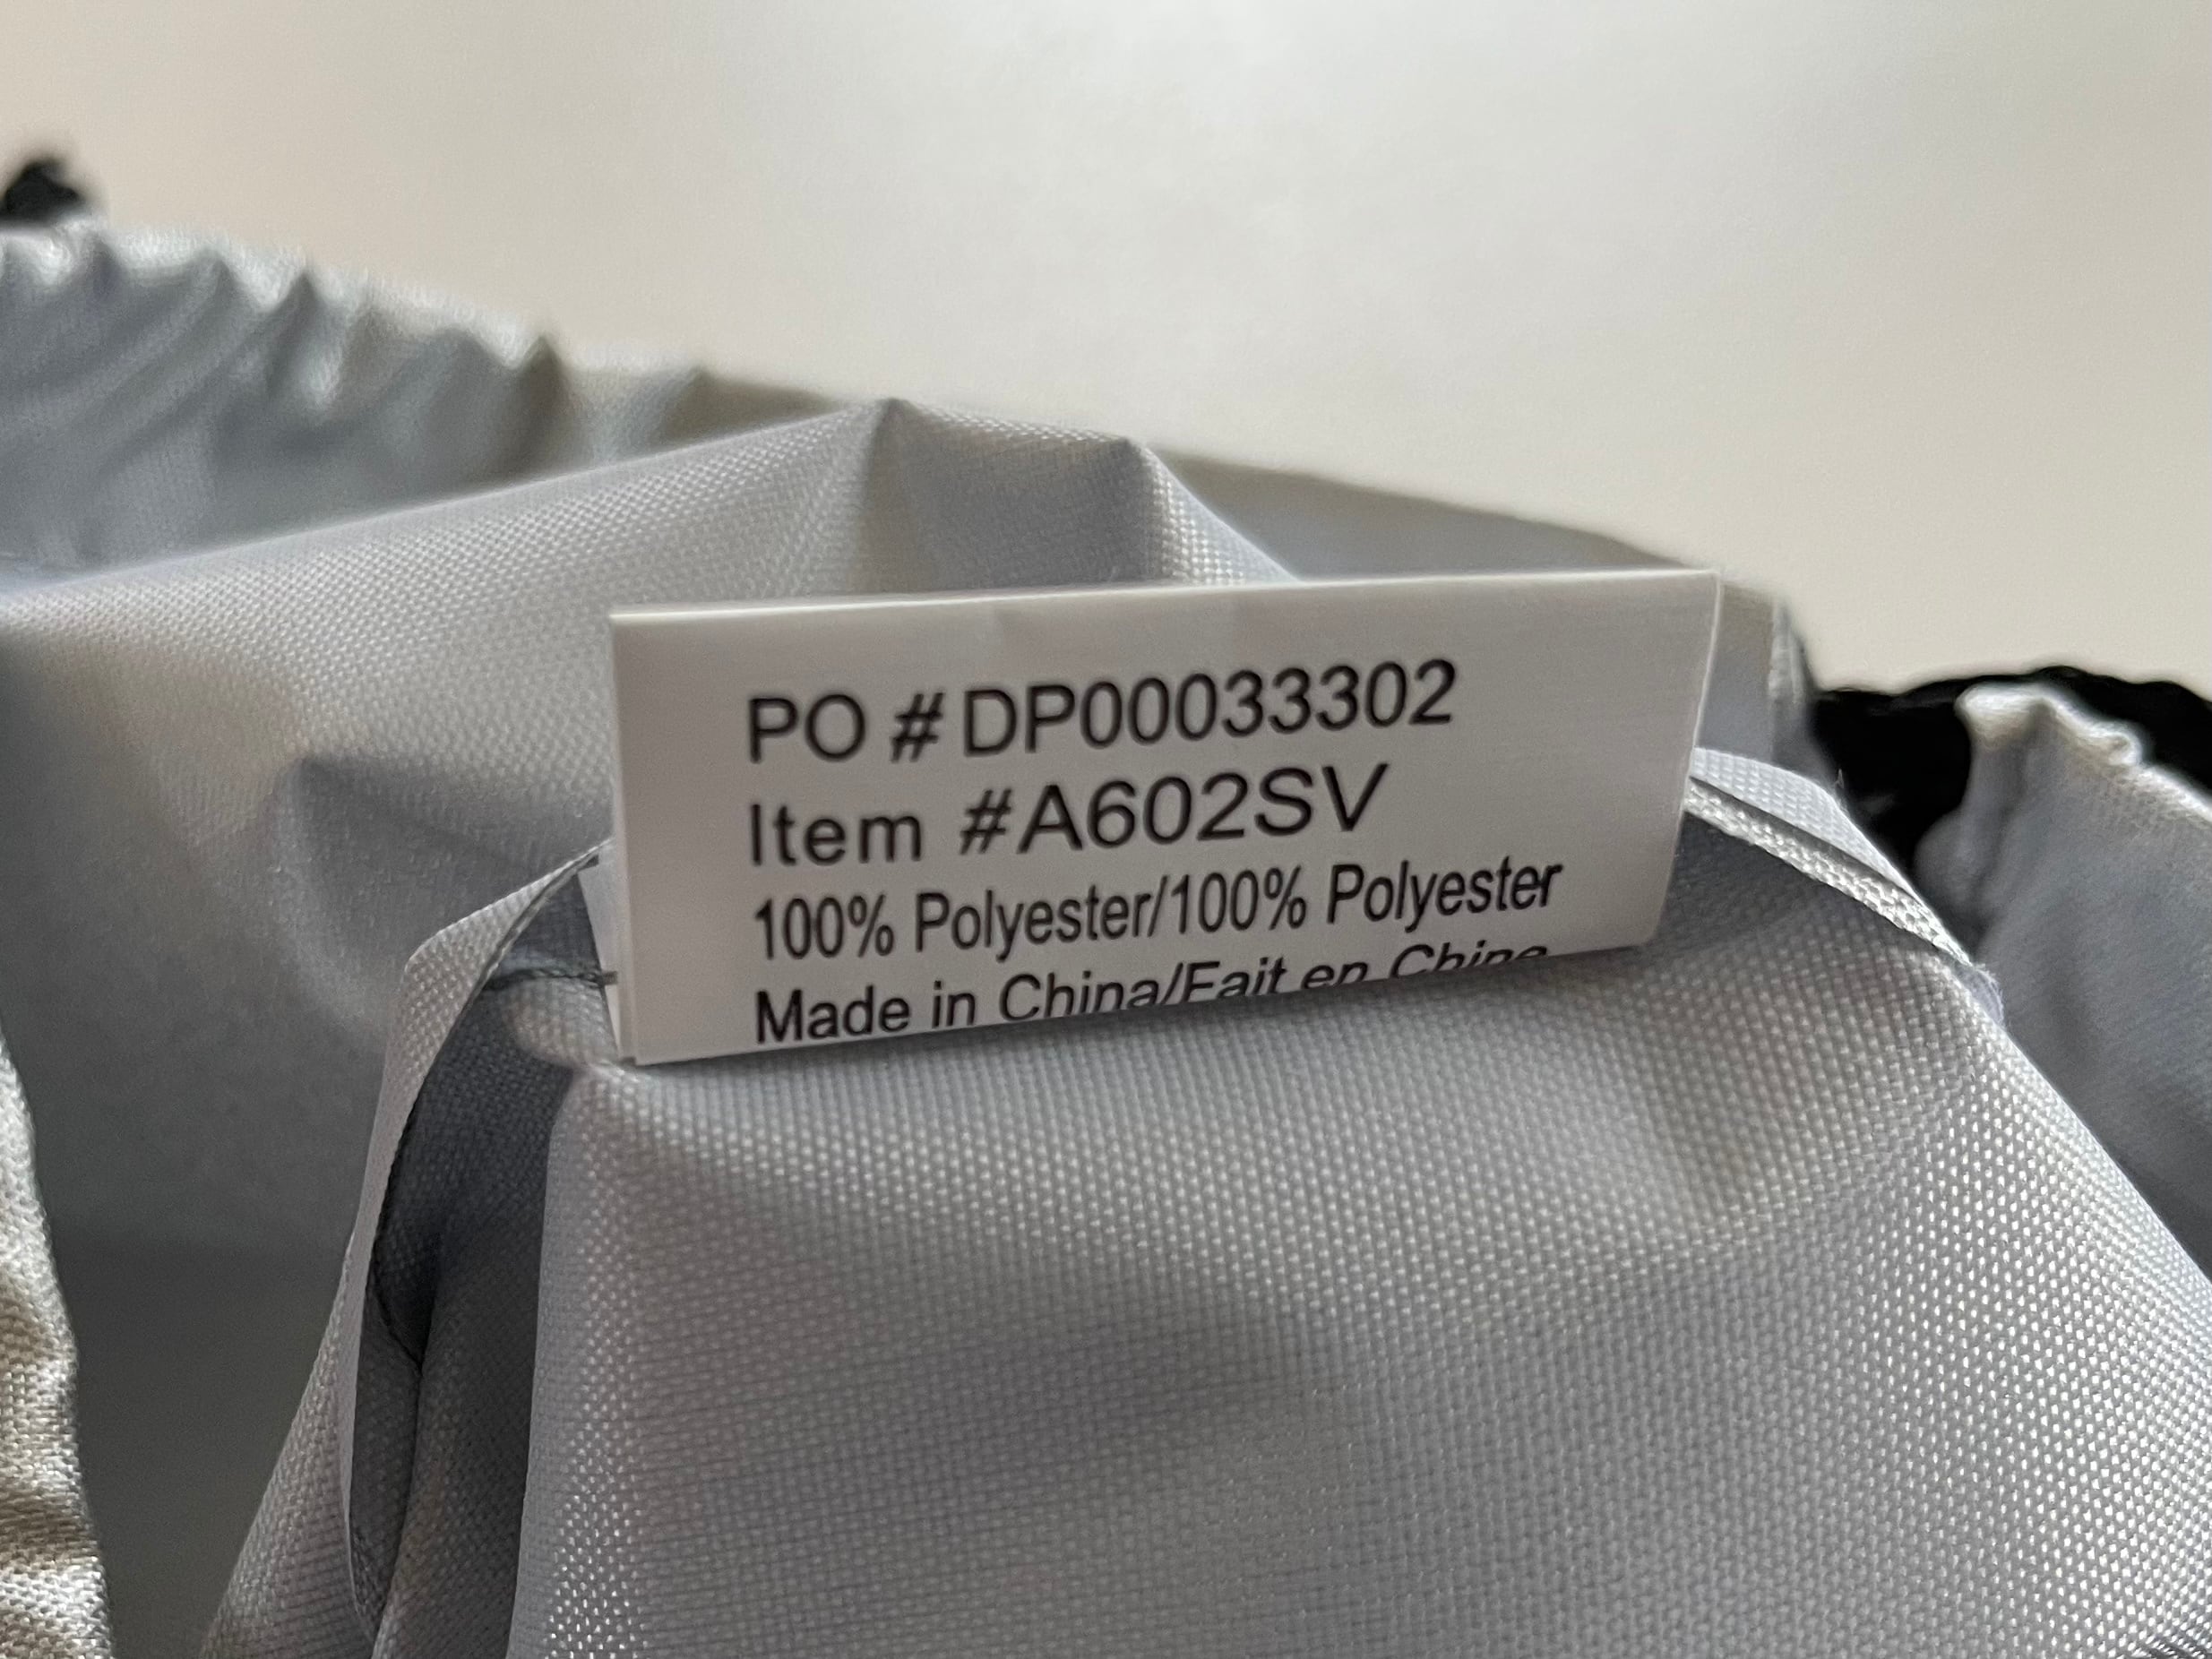 PO #DP00033302
Item #A602SV
100% Polyester/100% Polyester
Made in China/Fait en Chine